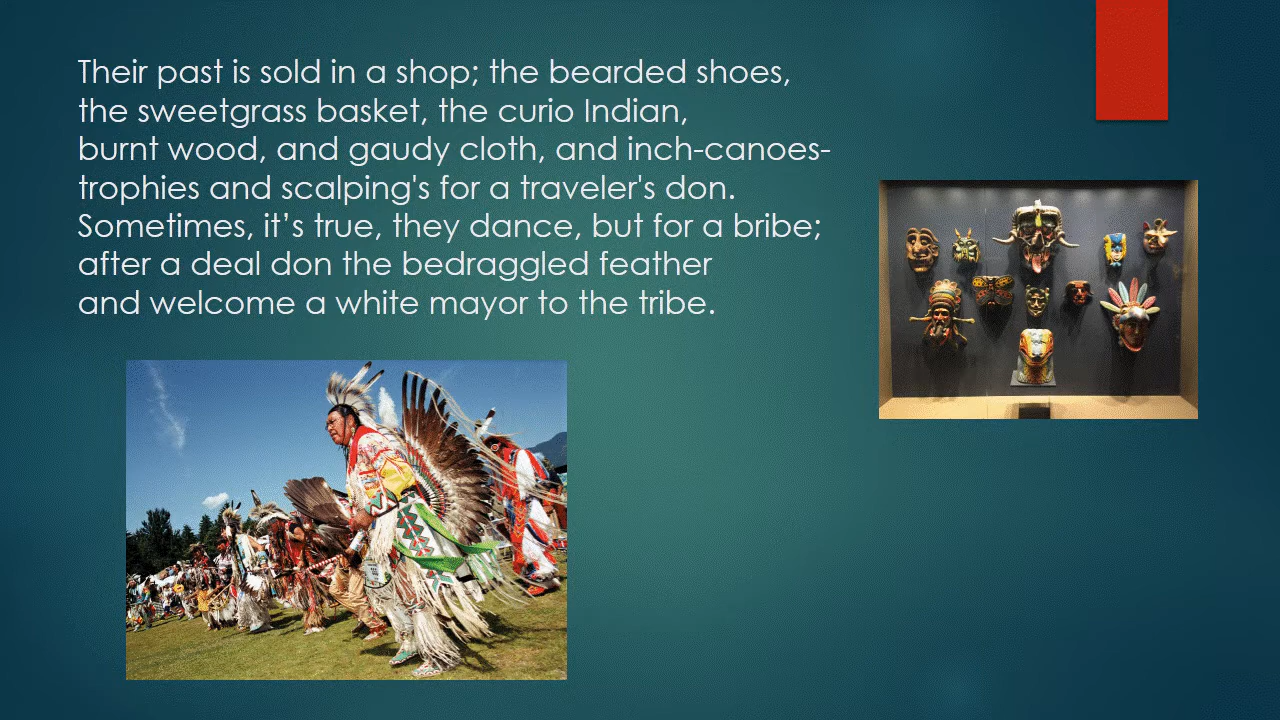 Their past is sold in a shop; the bearded shoes,
the sweetgrass basket, the curio Indian,
burnt wood, and gaudy cloth, and inch-canoes-
trophies and scalping's for a traveler's don.
Sometimes, it’s true, they dance, but for a bribe;
after a deal don the bedraggled feather
and welcome a white mayor to the tribe.